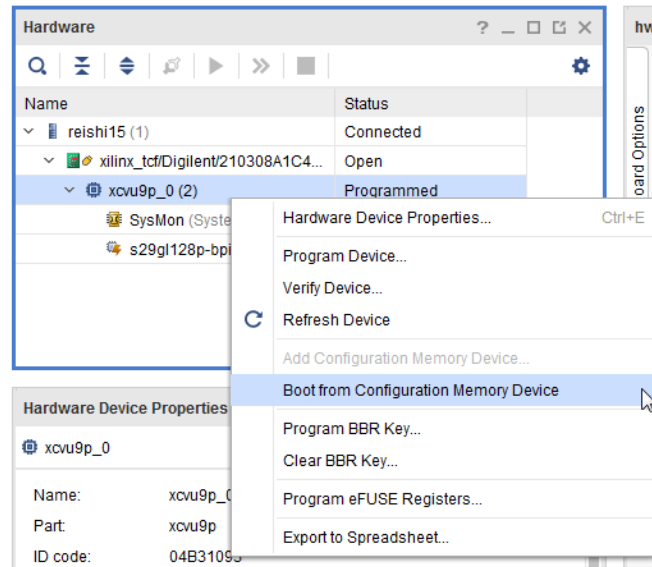 Hardware
? _
hw
Name Status
reishi15 (1) Connected
xilinx_tcf/Digilent/210308A1C4... Open
xcvu9p_0 (2) Programmed
SysMon (Syste
s29gl128p-bpi
oard Options
Hardware Device Properties... Ctrl+E
Program Device...
Verify Device...
Refresh Device
Add Configuration Memory Device...
Boot from Configuration Memory Device
Program BBR Key...
Clear BBR Key...
Program eFUSE Registers...
Export to Spreadsheet...
Hardware Device Properties
xcvu9p_0
Name: xcvu9p_0
Part: xcvu9p
ID code: 04B31093